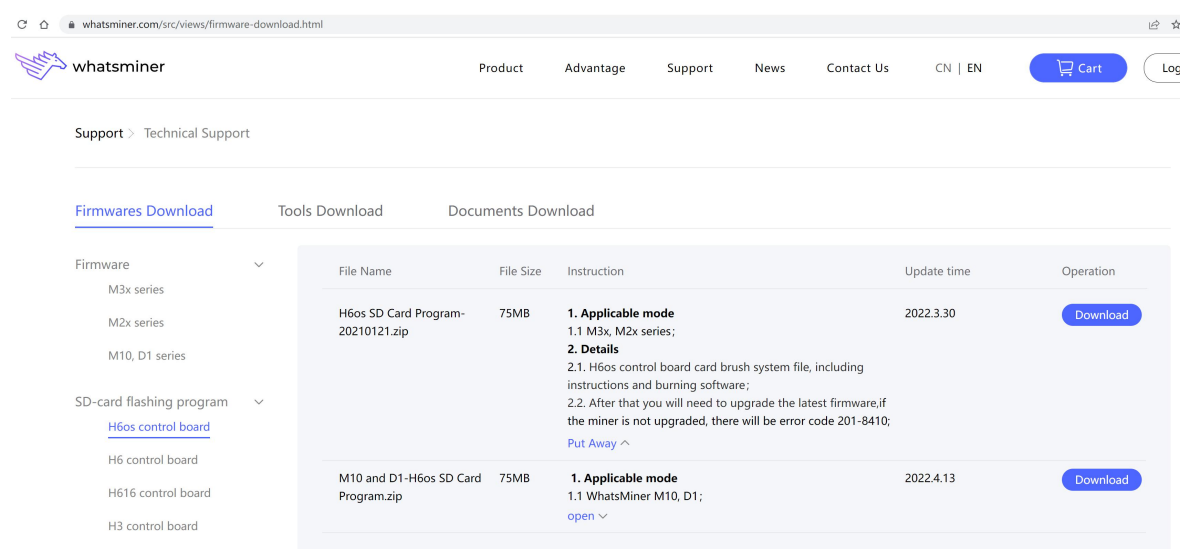 whatsminer.com/src/views/firmware-download.html
whatsminer
Product Advantage Support News Contact Us CN | EN Cart Log
Support > Technical Support
Firmwares Download Tools Download Documents Download
Firmware
M3x series
M2x series
M10, D1 series
SD-card flashing program
H6os control board
H6 control board
H616 control board
H3 control board
File Name File Size Instruction Update time Operation
H6os SD Card Program-
20210121.zip
75MB
1. Applicable mode
1.1 M3x, M2x series;
2. Details
2.1. H6os control board card brush system file, including
instructions and burning software;
2.2. After that you will need to upgrade the latest firmware,if
the miner is not upgraded, there will be error code 201-8410;
Put Away
2022.3.30
Download
M10 and D1-H6os SD Card
Program.zip
75MB
1. Applicable mode
1.1 WhatsMiner M10, D1;
open
2022.4.13
Download